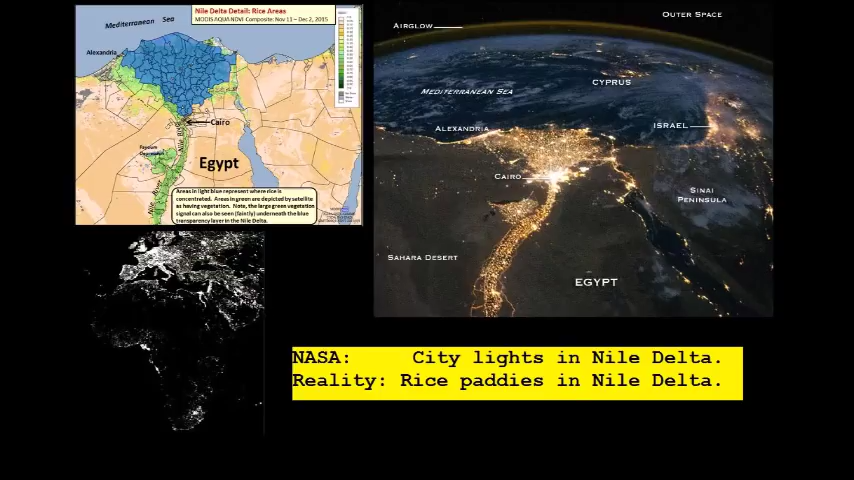 Nile Delta Detail: Rice Areas
MODIS AQUA NDVI Composite: Nov 11 – Dec 2, 2015
Mediterranean Sea
Alexandria
Cairo
Nile
Egypt
Areas in light blue represent where rice is
concentrated. Areas in green are depicted by satellite
as having vegetation. Note, the large green vegetation
signal can also be seen (faintly) underneath the blue
transparency layer in the Nile Delta.
OUTER SPACE
AIRGLOW
CYPRUS
MEDITERRANEAN SEA
ISRAEL
ALEXANDRIA
CAIRO
SINAI
PENINSULA
SAHARA DESERT
EGYPT
NASA: City lights in Nile Delta.
Reality: Rice paddies in Nile Delta.